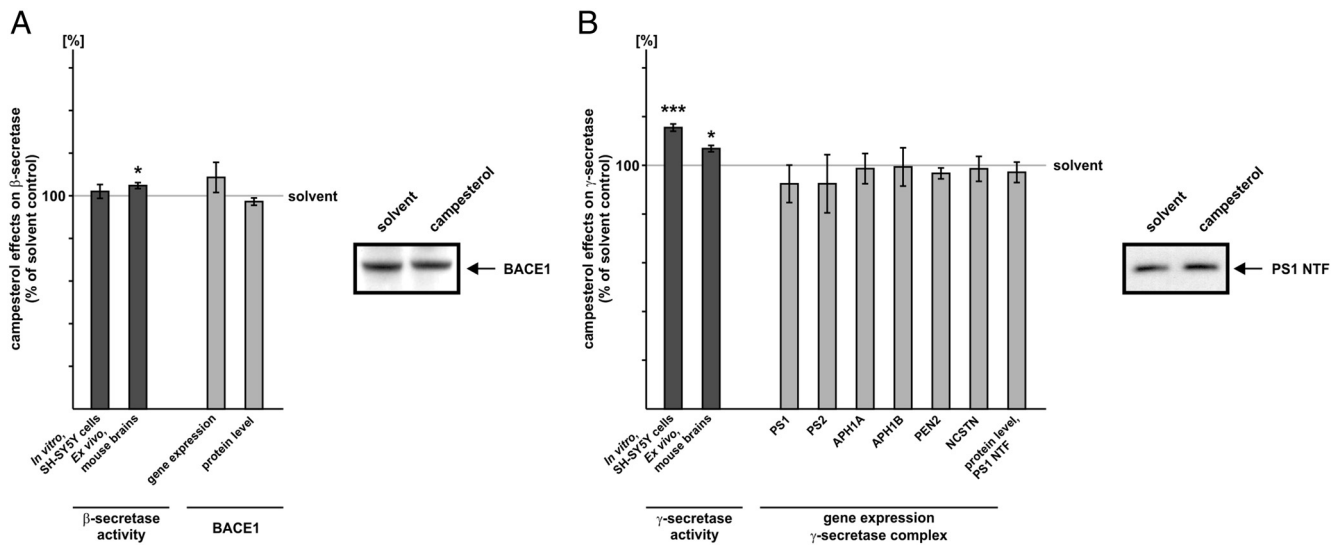 A
[%]
campesterol effects on β-secretase
(% of solvent control)
100
*
solvent
In vitro,
SH-SY5Y cells
Ex vivo,
mouse brains
gene expression
protein level
β-secretase
activity
BACE1
solvent
campesterol
BACE1
B
[%]
campesterol effects on γ-secretase
(% of solvent control)
100
***
*
solvent
In vitro,
SH-SY5Y cells
Ex vivo,
mouse brains
PS1
PS2
APH1A
APH1B
PEN2
NCSTN
protein level,
PS1 NTF
γ-secretase
activity
gene expression
γ-secretase complex
solvent
campesterol
PS1 NTF